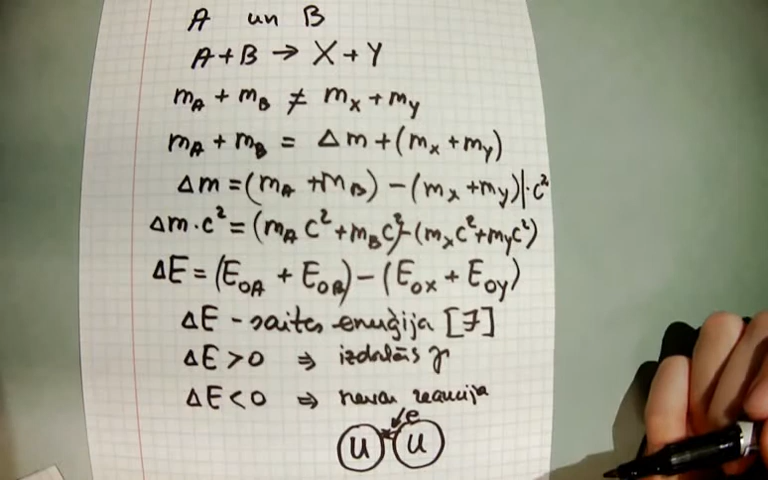 A un B
A + B → X + Y
m_A + m_B ≠ m_X + m_Y
m_A + m_B = Δm + (m_X + m_Y)
Δm = (m_A + m_B) − (m_X + m_Y) | · c²
Δm · c² = (m_A c² + m_B c²) − (m_X c² + m_Y c²)
ΔE = (E_0A + E_0B) − (E_0X + E_0Y)
ΔE – saites enerģija [J]
ΔE > 0 ⇒ izdalās γ
ΔE < 0 ⇒ nevar reakcija
e
U U